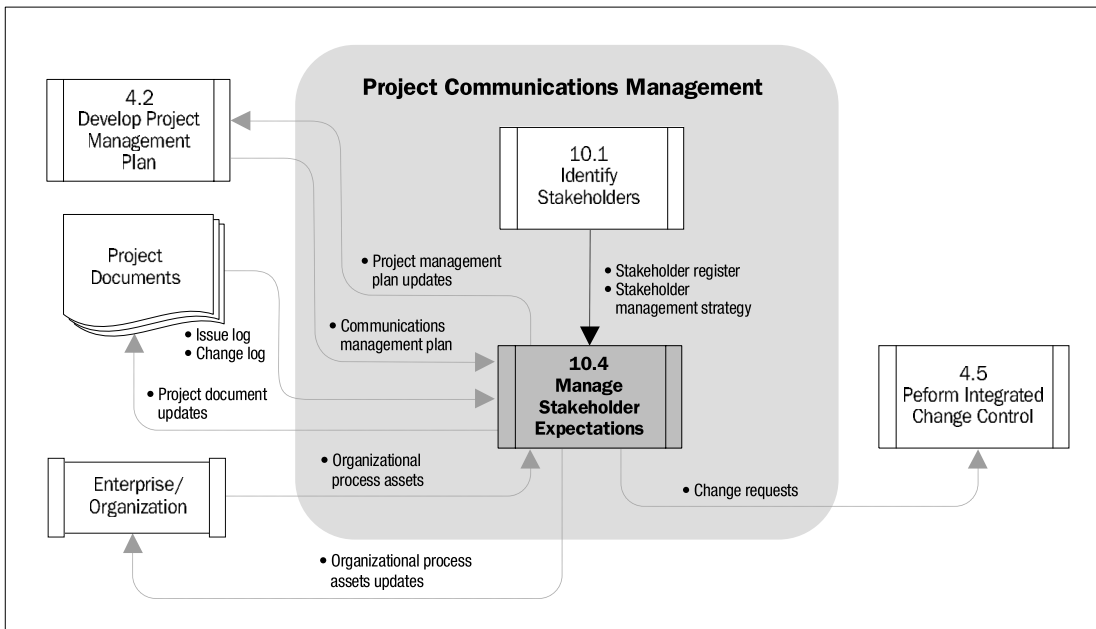 Project Communications Management
4.2
Develop Project
Management
Plan
10.1
Identify
Stakeholders
Project
Documents
• Project management
plan updates
• Stakeholder register
• Stakeholder
management strategy
• Issue log
• Change log
• Communications
management plan
10.4
Manage
Stakeholder
Expectations
4.5
Peform Integrated
Change Control
• Project document
updates
Enterprise/
Organization
• Organizational
process assets
• Change requests
• Organizational process
assets updates